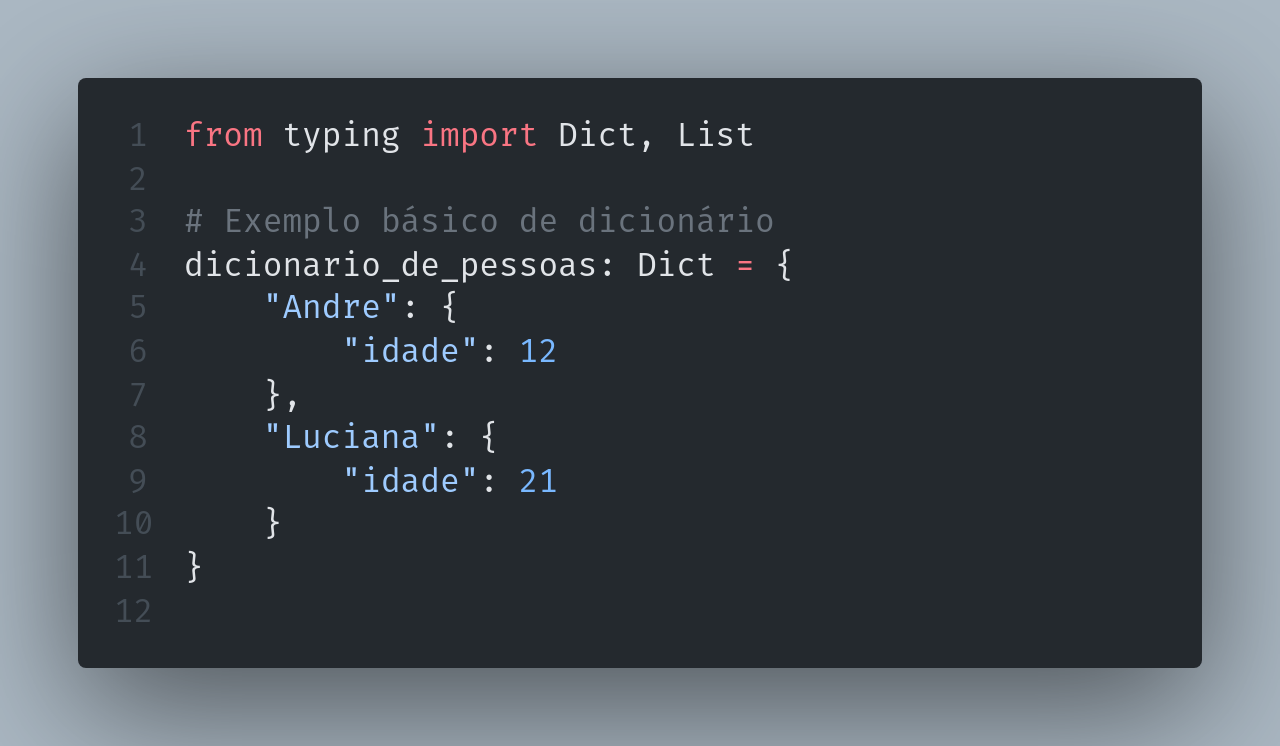 1 from typing import Dict, List
2
3 # Exemplo básico de dicionário
4 dicionario_de_pessoas: Dict = {
5     "Andre": {
6         "idade": 12
7     },
8     "Luciana": {
9         "idade": 21
10     }
11 }
12